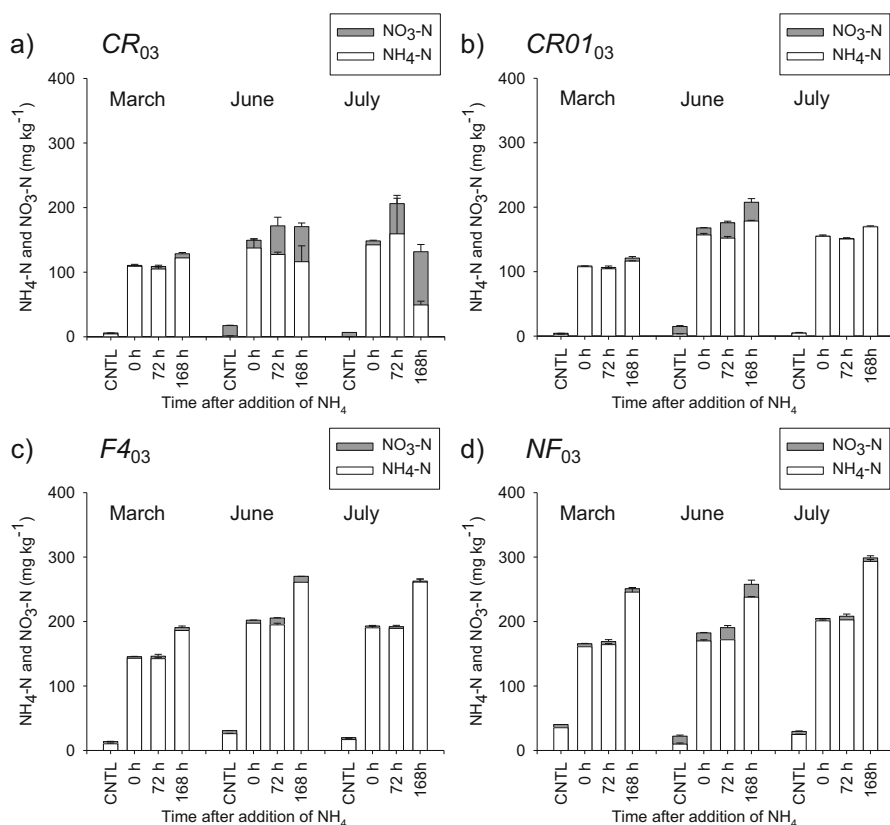 a) CR03
NO3-N
NH4-N
NH4-N and NO3-N (mg kg-1)
400
300
200
100
0
March June July
CNTL 0 h 72 h 168 h CNTL 0 h 72 h 168 h CNTL 0 h 72 h 168h
Time after addition of NH4
b) CR0103
NO3-N
NH4-N
NH4-N and NO3-N (mg kg-1)
400
300
200
100
0
March June July
CNTL 0 h 72 h 168 h CNTL 0 h 72 h 168 h CNTL 0 h 72 h 168h
Time after addition of NH4
c) F403
NO3-N
NH4-N
NH4-N and NO3-N (mg kg-1)
400
300
200
100
0
March June July
CNTL 0 h 72 h 168 h CNTL 0 h 72 h 168 h CNTL 0 h 72 h 168h
Time after addition of NH4
d) NF03
NO3-N
NH4-N
NH4-N and NO3-N (mg kg-1)
400
300
200
100
0
March June July
CNTL 0 h 72 h 168 h CNTL 0 h 72 h 168 h CNTL 0 h 72 h 168h
Time after addition of NH4